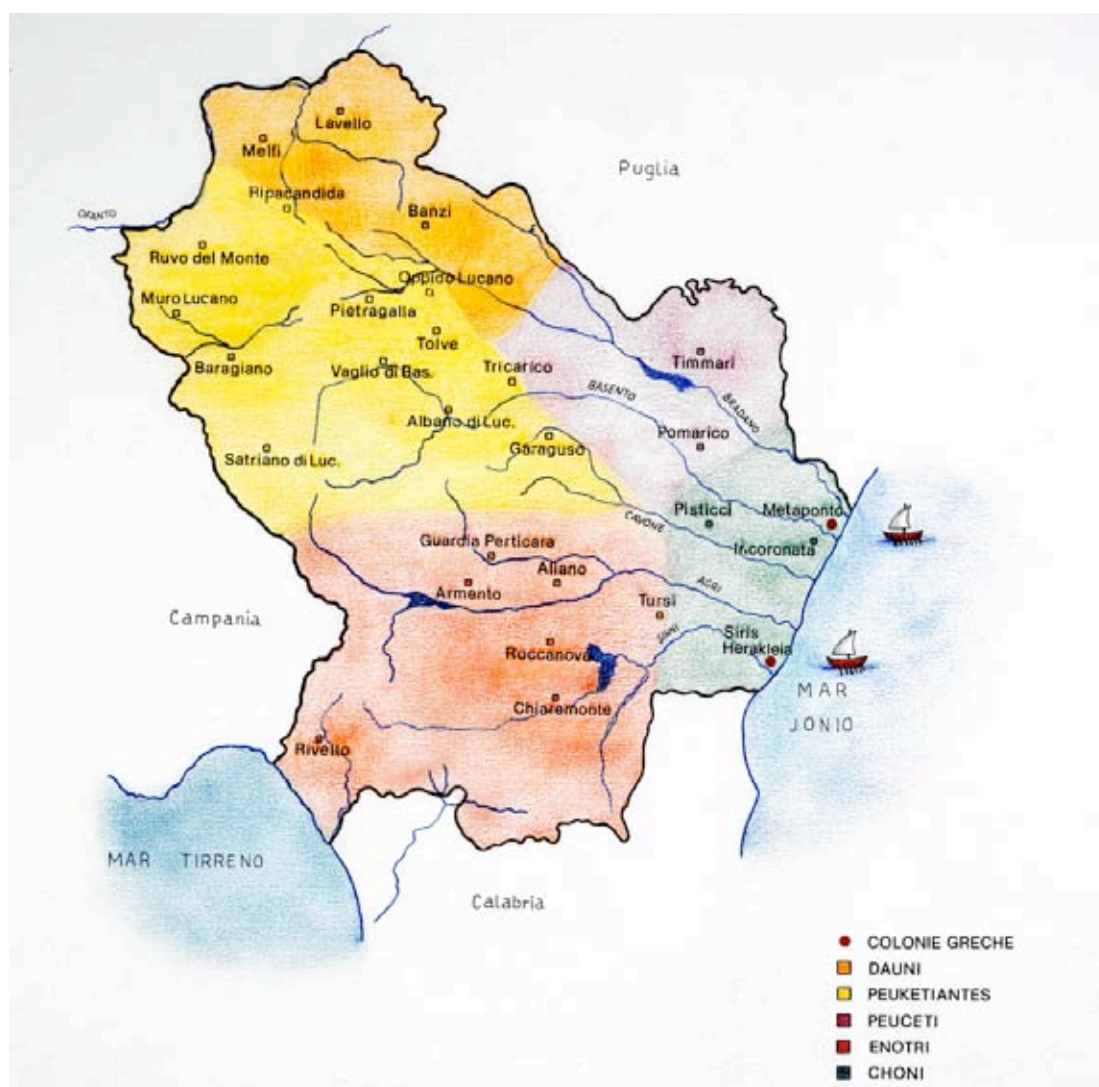 Lavello
Melfi
Puglia
Ripacandida
Banzi
OFANTO
Ruvo del Monte
Oppido Lucano
Muro Lucano
Pietragalla
Tolve
Timmari
Baragiano
Vaglio di Bas.
Tricarico
BASENTO
BRADANO
Albano di Luc.
Pomarico
Garaguso
Satriano di Luc.
Pisticci
Metaponto
CAVONE
Incoronata
Guardia Perticara
Aliano
AGRI
Armento
Tursi
Campania
SINNI
Siris
Herakleia
Roccanova
MAR
JONIO
Chiaromonte
Rivello
MAR TIRRENO
Calabria
COLONIE GRECHE
DAUNI
PEUKETIANTES
PEUCETI
ENOTRI
CHONI